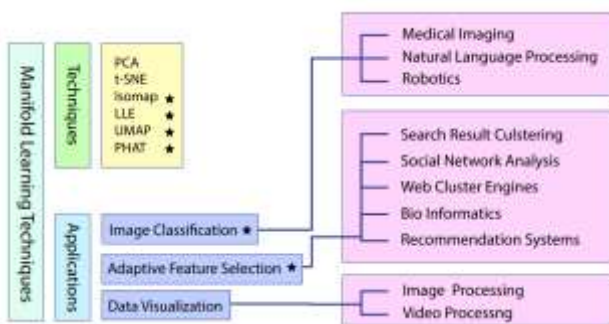 Manifold Learning Techniques
Techniques
PCA
t-SNE
Isomap ★
LLE ★
UMAP ★
PHAT ★
Applications
Image Classification ★
Adaptive Feature Selection ★
Data Visualization
Medical Imaging
Natural Language Processing
Robotics
Search Result Culstering
Social Network Analysis
Web Cluster Engines
Bio Informatics
Recommendation Systems
Image Processing
Video Processng